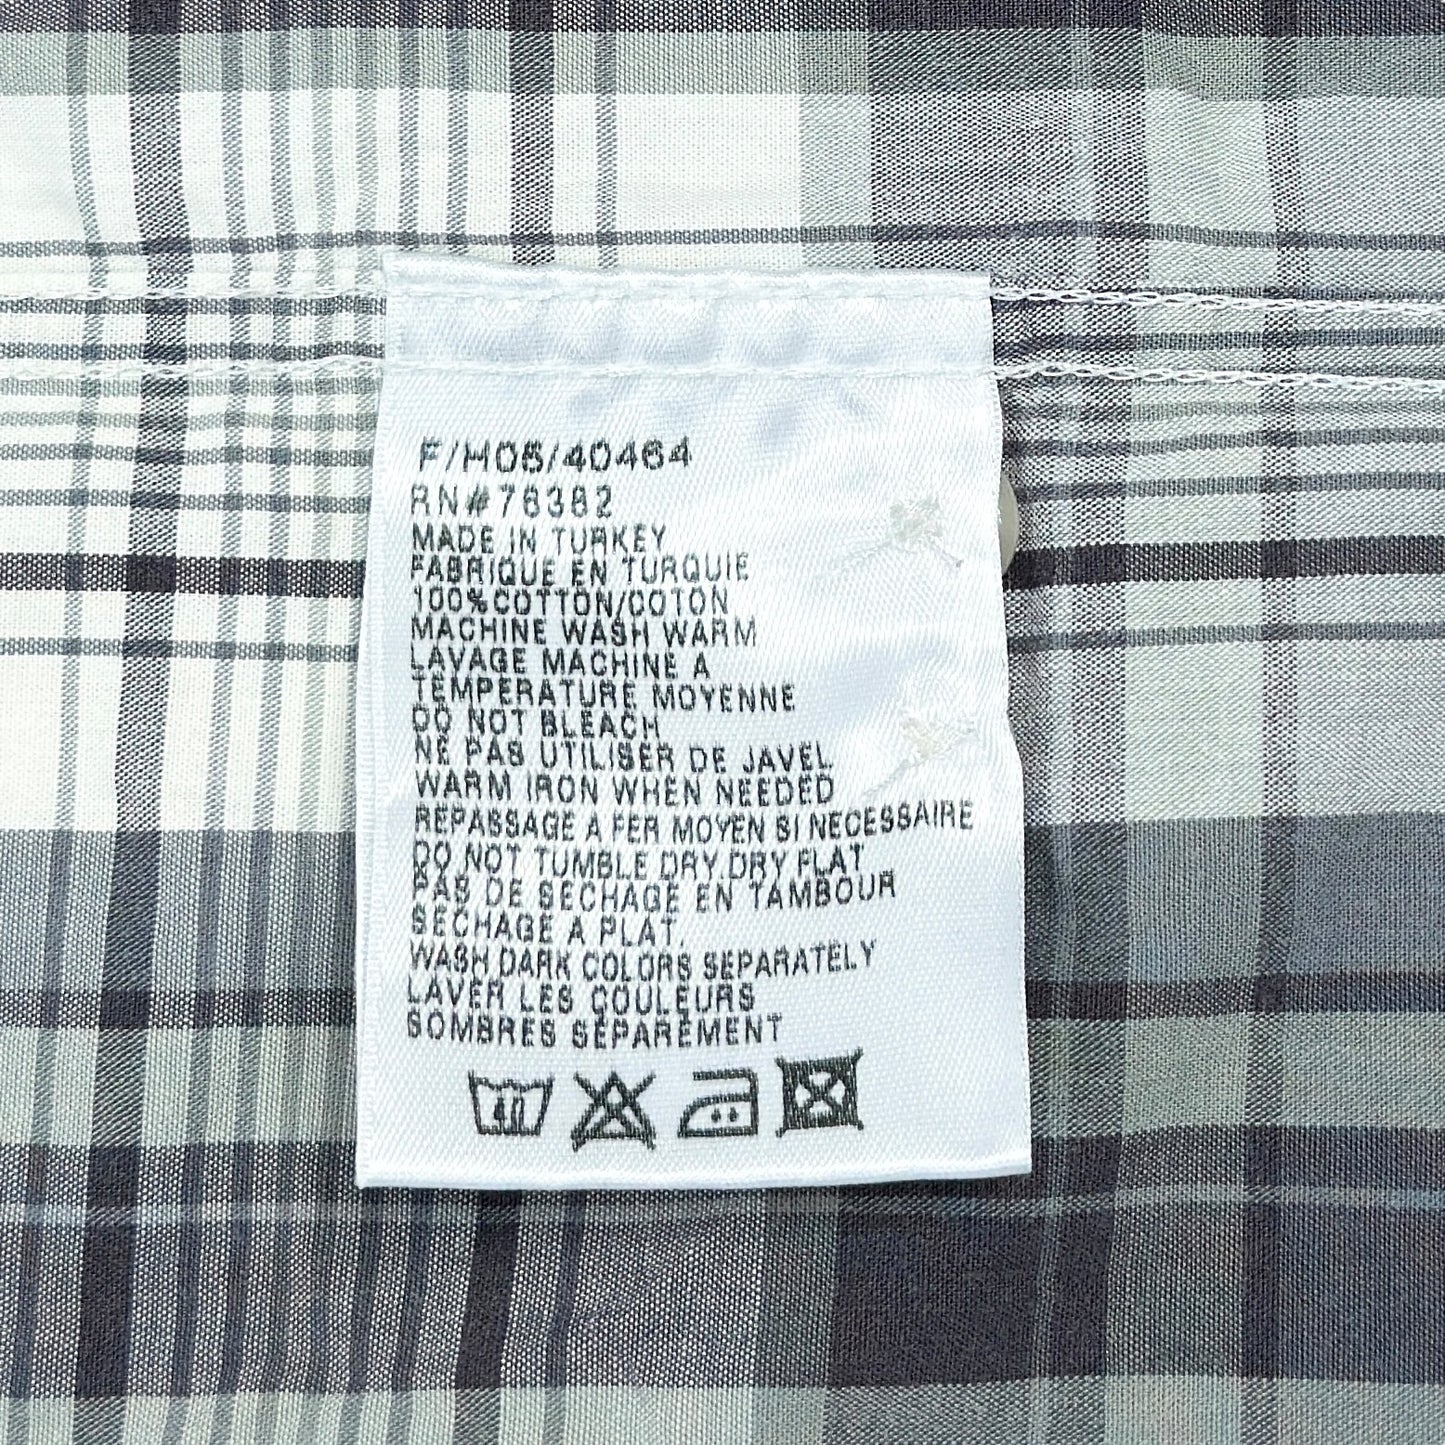 F/H06/40464
RN#76382
MADE IN TURKEY
FABRIQUE EN TURQUIE
100%COTTON/COTON
MACHINE WASH WARM
LAVAGE MACHINE A
TEMPERATURE MOYENNE
DO NOT BLEACH
NE PAS UTILISER DE JAVEL
WARM IRON WHEN NEEDED
REPASSAGE A FER MOYEN SI NECESSAIRE
DO NOT TUMBLE DRY.DRY FLAT
PAS DE SECHAGE EN TAMBOUR
SECHAGE A PLAT.
WASH DARK COLORS SEPARATELY
LAVER LES COULEURS
SOMBRES SEPAREMENT
40